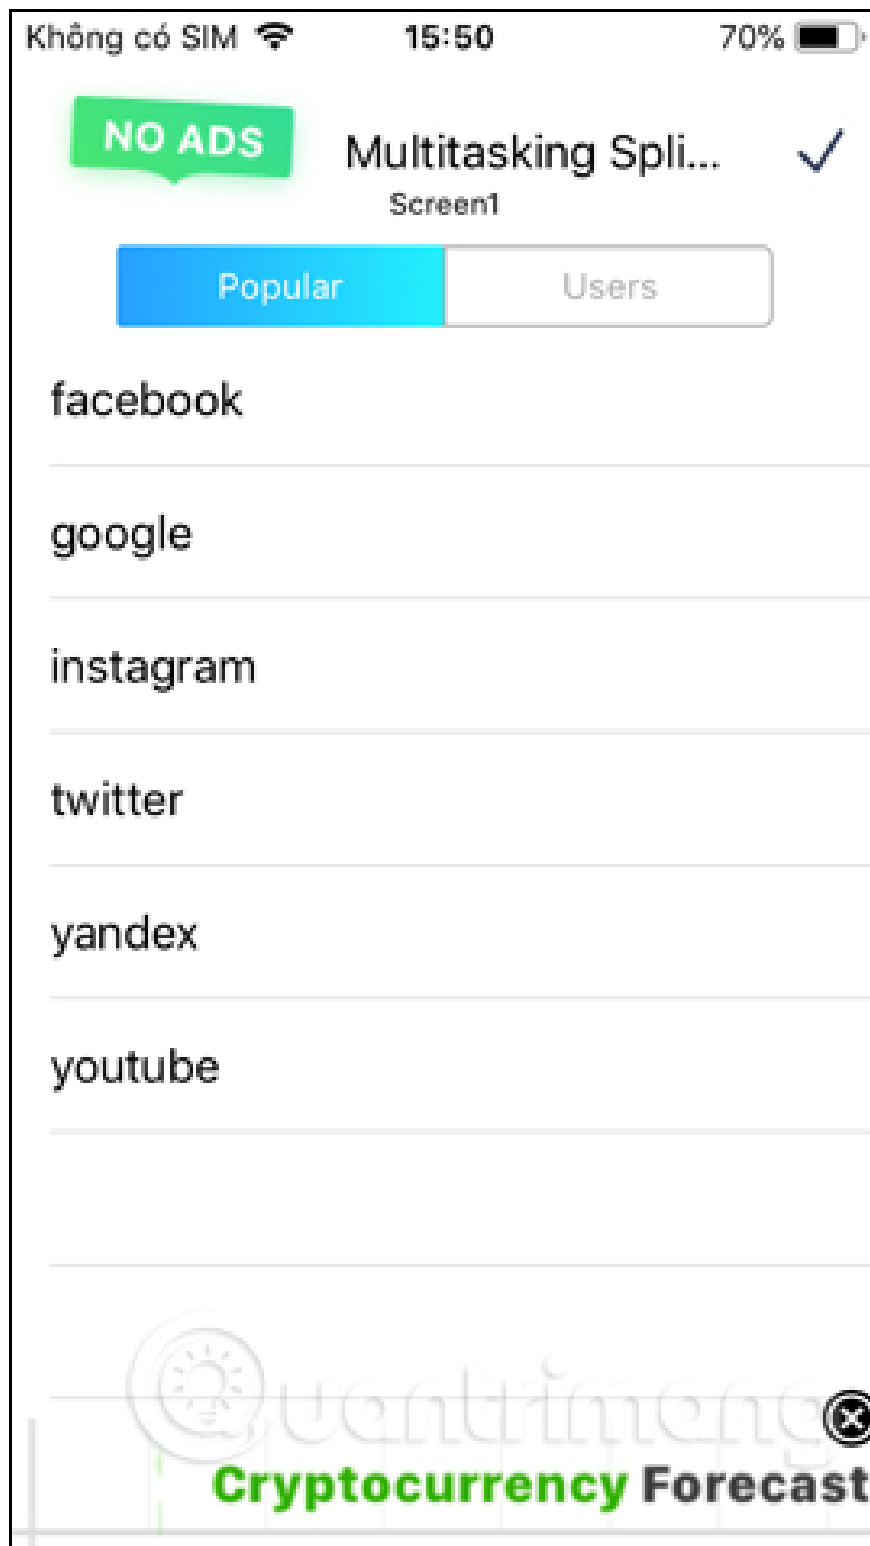 Không có SIM 15:50 70%
NO ADS
Multitasking Spli...
Screen1
Popular Users
facebook
google
instagram
twitter
yandex
youtube
Quantrimang
Cryptocurrency Forecast